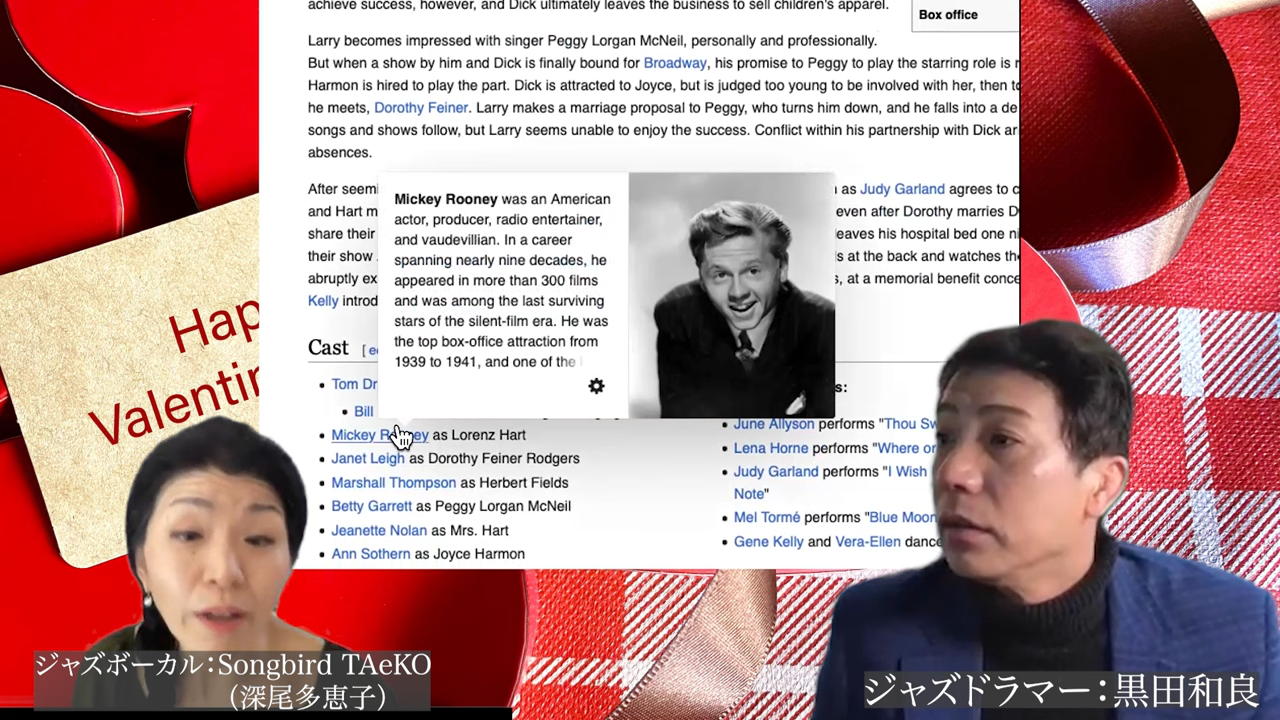 achieve success, however, and Dick ultimately leaves the business to sell children's apparel.
Box office
Larry becomes impressed with singer Peggy Lorgan McNeil, personally and professionally.
But when a show by him and Dick is finally bound for Broadway, his promise to Peggy to play the starring role is
Harmon is hired to play the part. Dick is attracted to Joyce, but is judged too young to be involved with her, then
he meets, Dorothy Feiner. Larry makes a marriage proposal to Peggy, who turns him down, and he falls into a de
songs and shows follow, but Larry seems unable to enjoy the success. Conflict within his partnership with Dick ar
absences.
After seemi
as Judy Garland agrees to c
and Hart m
even after Dorothy marries D
share their
leaves his hospital bed one ni
their show
s at the back and watches th
abruptly ex
s, at a memorial benefit conce
Kelly introd
Mickey Rooney was an American
actor, producer, radio entertainer,
and vaudevillian. In a career
spanning nearly nine decades, he
appeared in more than 300 films
and was among the last surviving
stars of the silent-film era. He was
the top box-office attraction from
1939 to 1941, and one of the
Cast [ e
s:
Tom Dr
Bill
Mickey Rooney as Lorenz Hart
Janet Leigh as Dorothy Feiner Rodgers
Marshall Thompson as Herbert Fields
Betty Garrett as Peggy Lorgan McNeil
Jeanette Nolan as Mrs. Hart
Ann Sothern as Joyce Harmon
June Allyson performs "Thou Sw
Lena Horne performs "Where or
Judy Garland performs "I Wish
Note"
Mel Tormé performs "Blue Moon
Gene Kelly and Vera-Ellen dance
Hap
Valentin
ジャズボーカル：Songbird TAeKO
（深尾多恵子）
ジャズドラマー：黒田和良